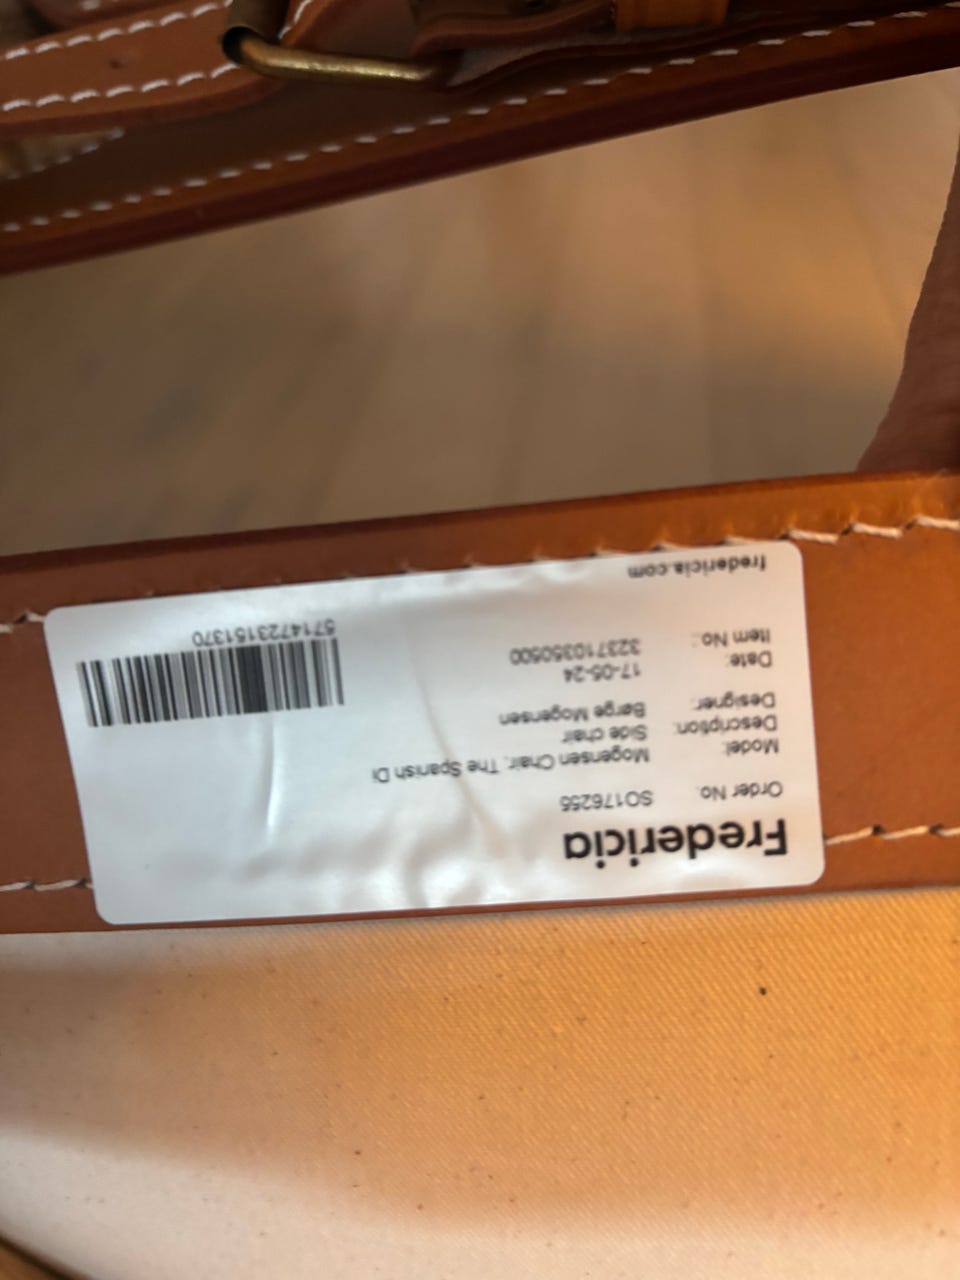 Fredericia
Order No. SO176255
Model: Mogensen Chair, The Spanish Di
Description: Side chair
Designer: Børge Mogensen
Date: 17-05-24
Item No.: 323710350500
5714723151370
fredericia.com